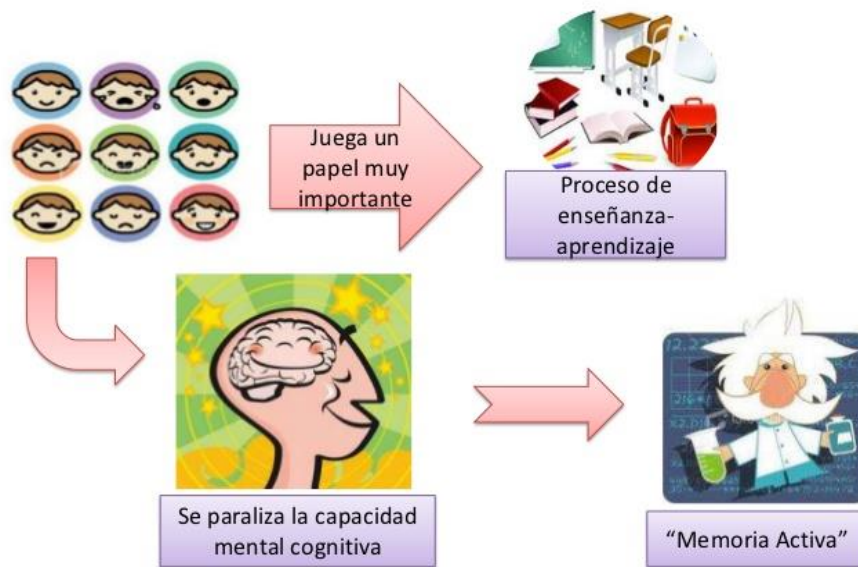 Juega un
papel muy
importante
Proceso de
enseñanza-
aprendizaje
Se paraliza la capacidad
mental cognitiva
“Memoria Activa”